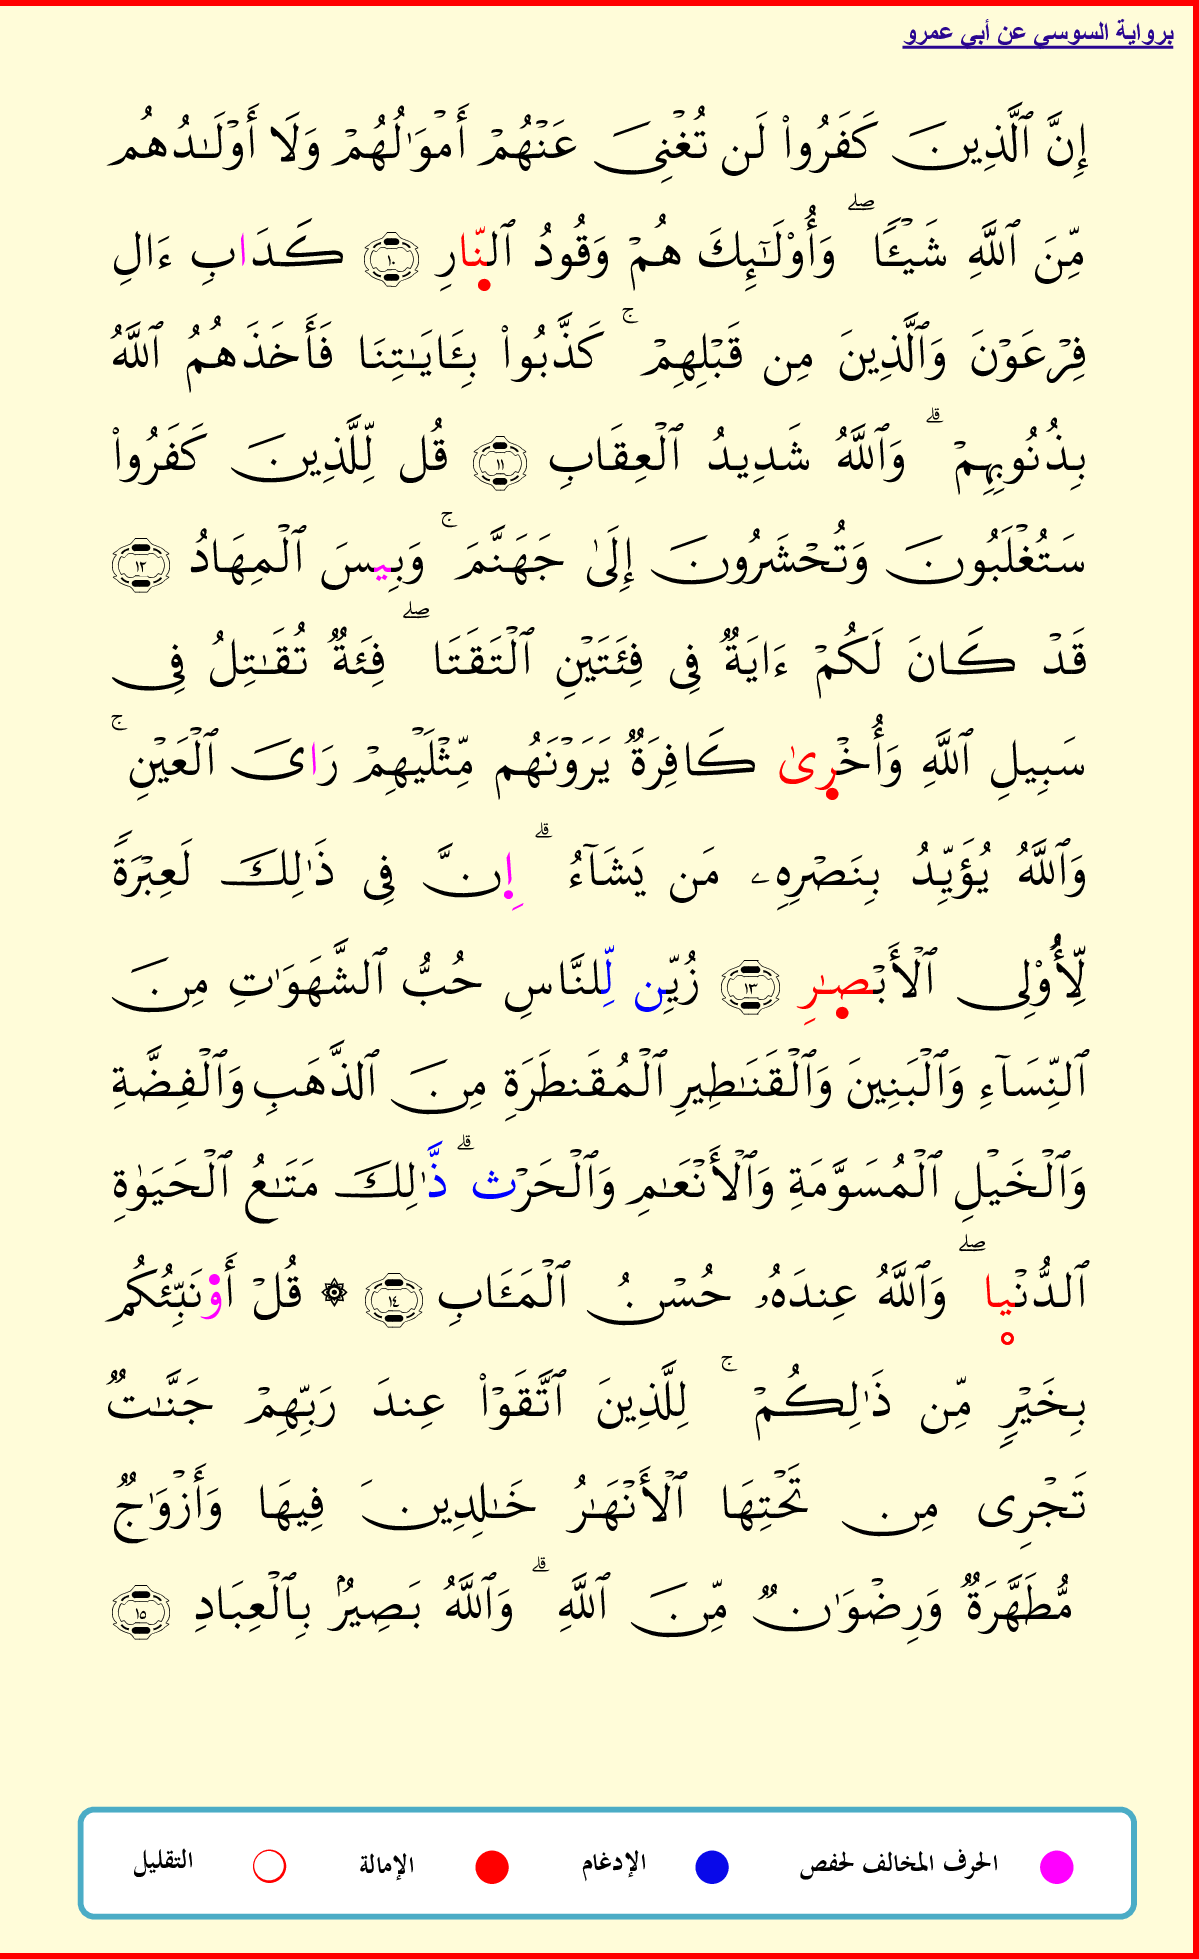 برواية السوسي عن أبي عمرو
إِنَّ ٱلَّذِينَ كَفَرُوا۟ لَن تُغْنِىَ عَنْهُمْ أَمْوَٰلُهُمْ وَلَا أَوْلَـٰدُهُم
مِّنَ ٱللَّهِ شَيْـًٔا ۖ وَأُو۟لَـٰٓئِكَ هُمْ وَقُودُ ٱلنّارِ ١٠ كَدَابِ ءَالِ
فِرْعَوْنَ وَٱلَّذِينَ مِن قَبْلِهِمْ ۚ كَذَّبُوا۟ بِـَٔايَـٰتِنَا فَأَخَذَهُمُ ٱللَّهُ
بِذُنُوبِهِمْ ۗ وَٱللَّهُ شَدِيدُ ٱلْعِقَابِ ١١ قُل لِّلَّذِينَ كَفَرُوا۟
سَتُغْلَبُونَ وَتُحْشَرُونَ إِلَىٰ جَهَنَّمَ ۚ وَبِيسَ ٱلْمِهَادُ ١٢
قَدْ كَانَ لَكُمْ ءَايَةٌ فِى فِئَتَيْنِ ٱلْتَقَتَا ۖ فِئَةٌ تُقَـٰتِلُ فِى
سَبِيلِ ٱللَّهِ وَأُخْرِىٰ كَافِرَةٌ يَرَوْنَهُم مِّثْلَيْهِمْ رَاىَ ٱلْعَيْنِ ۚ
وَٱللَّهُ يُؤَيِّدُ بِنَصْرِهِۦ مَن يَشَآءُ ۗ إِنَّ فِى ذَٰلِكَ لَعِبْرَةً
لِّأُو۟لِى ٱلْأَبْصـٰرِ ١٣ زُيِّن لِّلنَّاسِ حُبُّ ٱلشَّهَوَٰتِ مِنَ
ٱلنِّسَآءِ وَٱلْبَنِينَ وَٱلْقَنَـٰطِيرِ ٱلْمُقَنطَرَةِ مِنَ ٱلذَّهَبِ وَٱلْفِضَّةِ
وَٱلْخَيْلِ ٱلْمُسَوَّمَةِ وَٱلْأَنْعَـٰمِ وَٱلْحَرْث ۗ ذَّٰلِكَ مَتَـٰعُ ٱلْحَيَوٰةِ
ٱلدُّنْيا ۖ وَٱللَّهُ عِندَهُۥ حُسْنُ ٱلْمَـَٔابِ ١٤ ۞ قُلْ أَوْنَبِّئُكُم
بِخَيْرٍ مِّن ذَٰلِكُمْ ۚ لِلَّذِينَ ٱتَّقَوْا۟ عِندَ رَبِّهِمْ جَنَّـٰتٌ
تَجْرِى مِن تَحْتِهَا ٱلْأَنْهَـٰرُ خَـٰلِدِينَ فِيهَا وَأَزْوَٰجٌ
مُّطَهَّرَةٌ وَرِضْوَٰنٌ مِّنَ ٱللَّهِ ۗ وَٱللَّهُ بَصِيرٌۢ بِٱلْعِبَادِ ١٥
الحرف المخالف لحفص الإدغام الإمالة التقليل